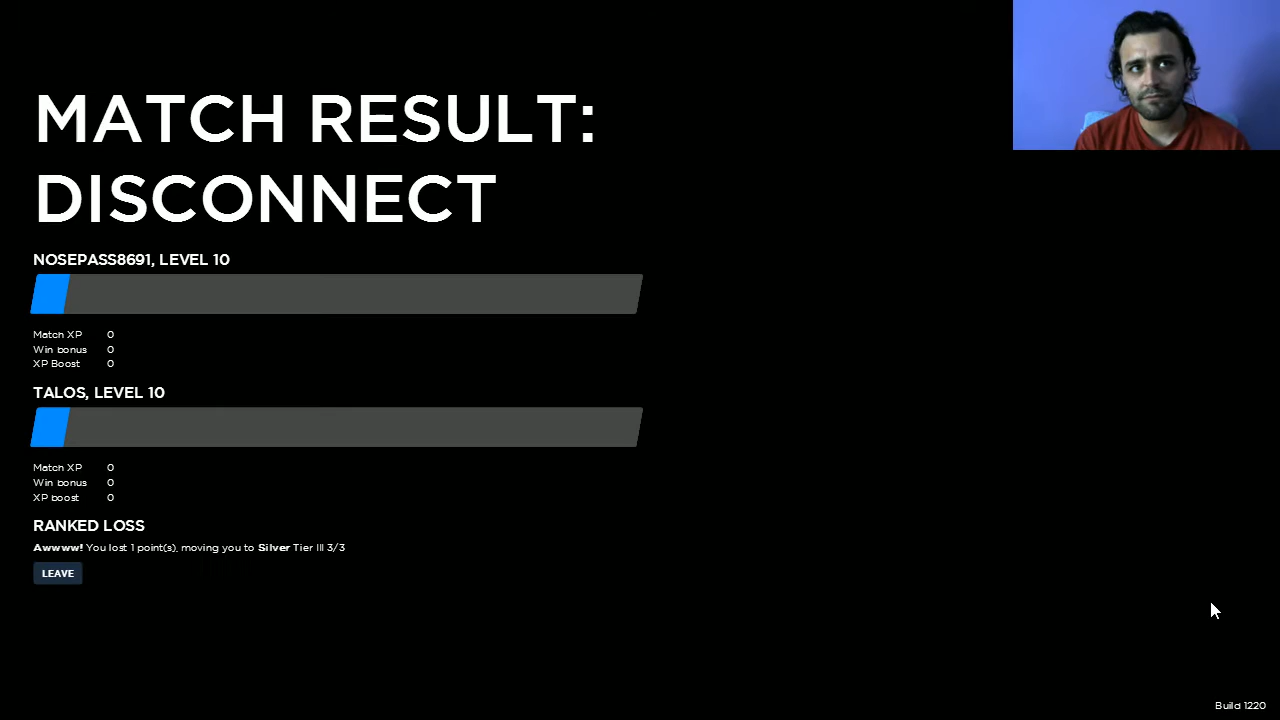 MATCH RESULT:
DISCONNECT
NOSEPASS8691, LEVEL 10
Match XP 0
Win bonus 0
XP Boost 0
TALOS, LEVEL 10
Match XP 0
Win bonus 0
XP boost 0
RANKED LOSS
Awwww! You lost 1 point(s), moving you to Silver Tier III 3/3
LEAVE
Build 1220